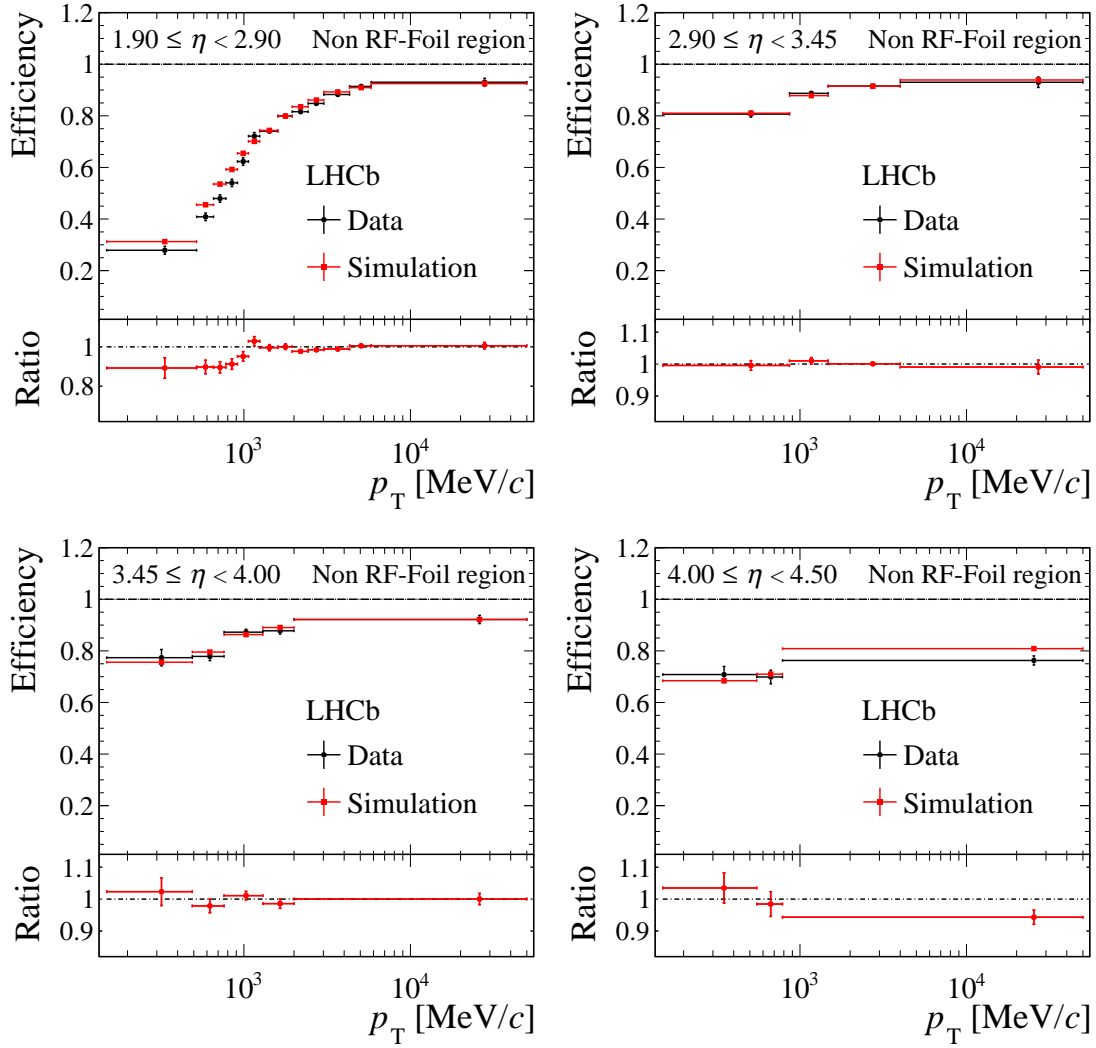 Efficiency
1.2
1
0.8
0.6
0.4
0.2
1.90 ≤ η < 2.90 Non RF-Foil region
LHCb
Data
Simulation
Ratio
1
0.8
10³ 10⁴
p_T [MeV/c]
Efficiency
1.2
1
0.8
0.6
0.4
0.2
2.90 ≤ η < 3.45 Non RF-Foil region
LHCb
Data
Simulation
Ratio
1.1
1
0.9
10³ 10⁴
p_T [MeV/c]
Efficiency
1.2
1
0.8
0.6
0.4
0.2
3.45 ≤ η < 4.00 Non RF-Foil region
LHCb
Data
Simulation
Ratio
1.1
1
0.9
10³ 10⁴
p_T [MeV/c]
Efficiency
1.2
1
0.8
0.6
0.4
0.2
4.00 ≤ η < 4.50 Non RF-Foil region
LHCb
Data
Simulation
Ratio
1.1
1
0.9
10³ 10⁴
p_T [MeV/c]